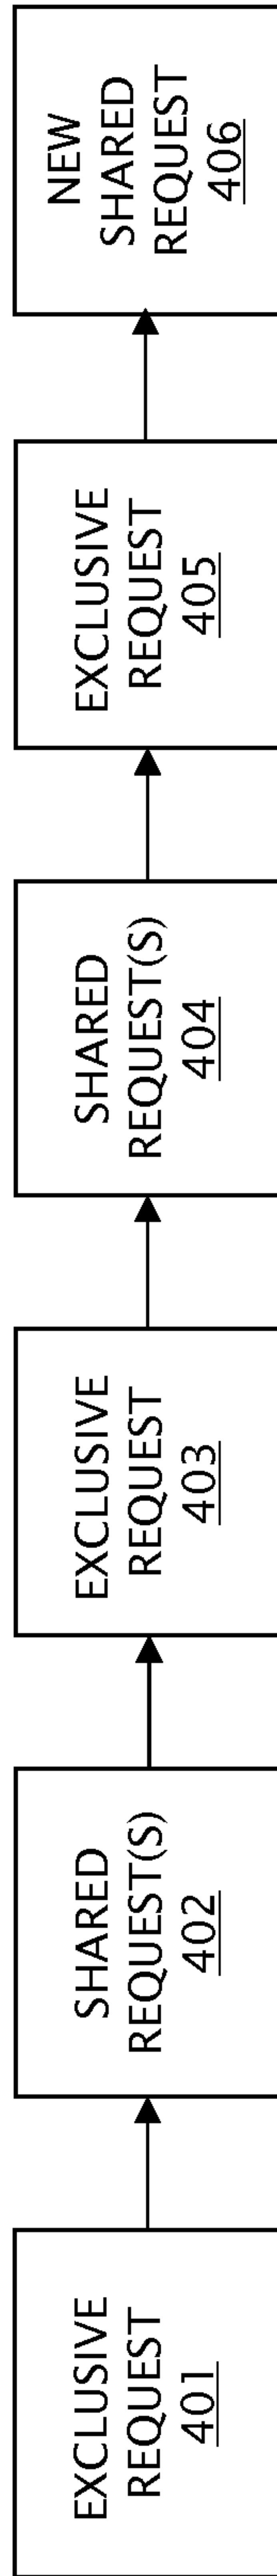 EXCLUSIVE
REQUEST
401
SHARED
REQUEST(S)
402
EXCLUSIVE
REQUEST
403
SHARED
REQUEST(S)
404
EXCLUSIVE
REQUEST
405
NEW
SHARED
REQUEST
406